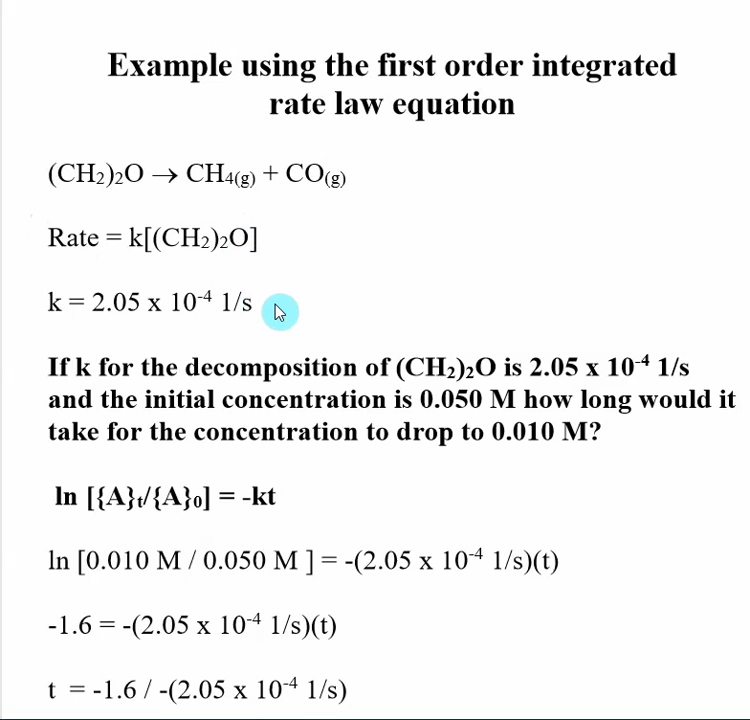 Example using the first order integrated
rate law equation
(CH₂)₂O → CH₄(g) + CO(g)
Rate = k[(CH₂)₂O]
k = 2.05 x 10⁻⁴ 1/s
If k for the decomposition of (CH₂)₂O is 2.05 x 10⁻⁴ 1/s
and the initial concentration is 0.050 M how long would it
take for the concentration to drop to 0.010 M?
ln [{A}ₜ/{A}₀] = -kt
ln [0.010 M / 0.050 M ] = -(2.05 x 10⁻⁴ 1/s)(t)
-1.6 = -(2.05 x 10⁻⁴ 1/s)(t)
t = -1.6 / -(2.05 x 10⁻⁴ 1/s)